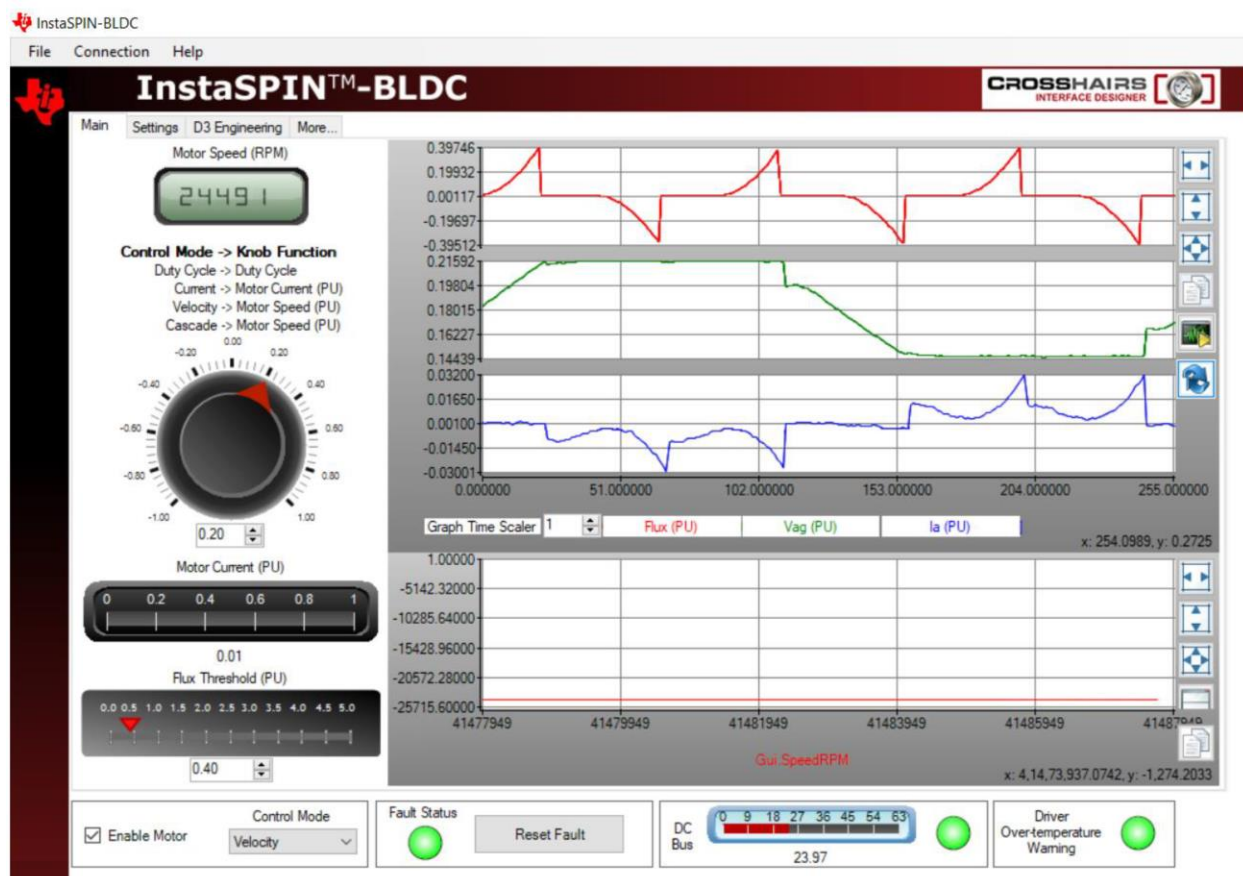 InstaSPIN-BLDC
File Connection Help
InstaSPIN™-BLDC
CROSSHAIRS
INTERFACE DESIGNER
Main Settings D3 Engineering More...
Motor Speed (RPM)
24491
Control Mode -> Knob Function
Duty Cycle -> Duty Cycle
Current -> Motor Current (PU)
Velocity -> Motor Speed (PU)
Cascade -> Motor Speed (PU)
0.00
-0.20 0.20
-0.40 0.40
-0.60 0.60
-0.80 0.80
-1.00 1.00
0.20
Motor Current (PU)
0 0.2 0.4 0.6 0.8 1
0.01
Flux Threshold (PU)
0.0 0.5 1.0 1.5 2.0 2.5 3.0 3.5 4.0 4.5 5.0
0.40
0.39746
0.19932
0.00117
-0.19697
-0.39512
0.21592
0.19804
0.18015
0.16227
0.14439
0.03200
0.01650
0.00100
-0.01450
-0.03001
0.000000 51.000000 102.000000 153.000000 204.000000 255.000000
Graph Time Scaler 1 Flux (PU) Vag (PU) Ia (PU)
x: 254.0989, y: 0.2725
1.00000
-5142.32000
-10285.64000
-15428.96000
-20572.28000
-25715.60000
41477949 41479949 41481949 41483949 41485949 41487949
Gui.SpeedRPM
x: 4,14,73,937.0742, y: -1,274.2033
Enable Motor
Control Mode
Velocity
Fault Status
Reset Fault
DC
Bus
0 9 18 27 36 45 54 63
23.97
Driver
Over-temperature
Warning